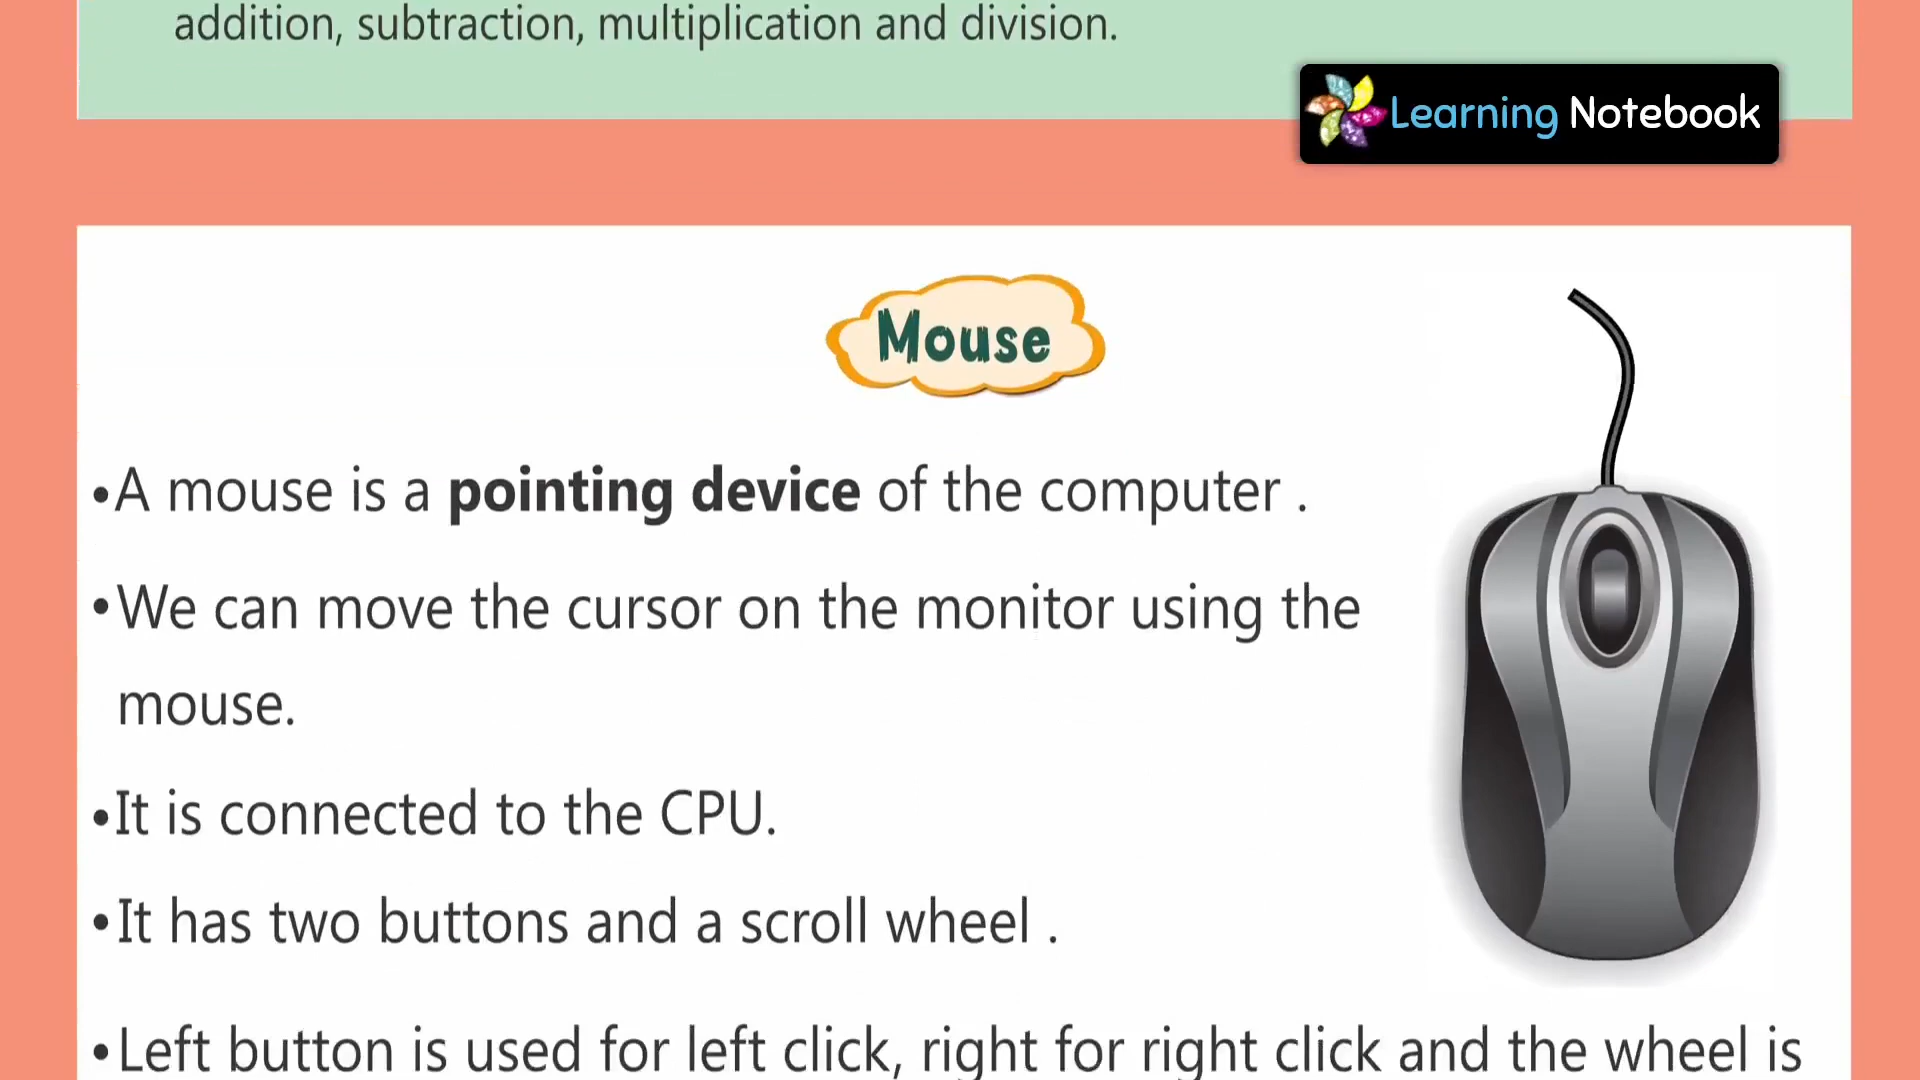 addition, subtraction, multiplication and division.
Learning Notebook
Mouse
•A mouse is a pointing device of the computer .
•We can move the cursor on the monitor using the
mouse.
•It is connected to the CPU.
•It has two buttons and a scroll wheel .
•Left button is used for left click, right for right click and the wheel is